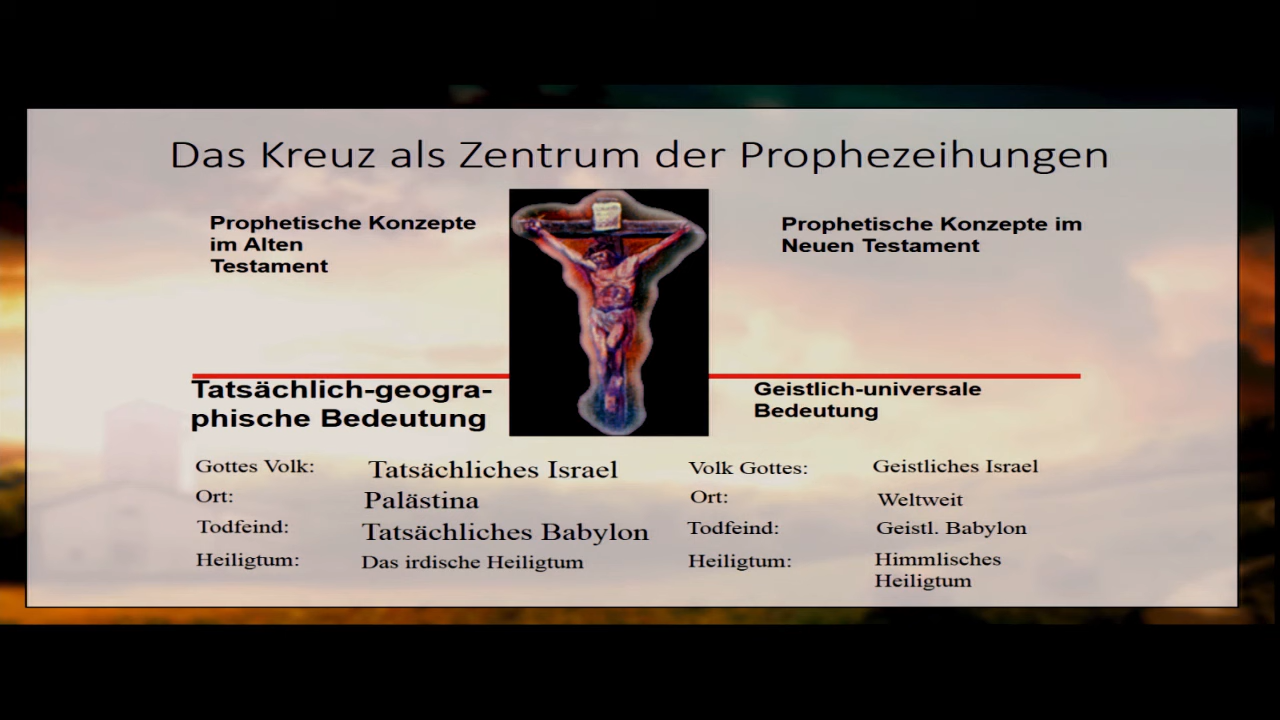 Das Kreuz als Zentrum der Prophezeihungen
Prophetische Konzepte
im Alten
Testament
Prophetische Konzepte im
Neuen Testament
Tatsächlich-geogra-
phische Bedeutung
Geistlich-universale
Bedeutung
Gottes Volk: Tatsächliches Israel
Ort: Palästina
Todfeind: Tatsächliches Babylon
Heiligtum: Das irdische Heiligtum
Volk Gottes: Geistliches Israel
Ort: Weltweit
Todfeind: Geistl. Babylon
Heiligtum: Himmlisches
Heiligtum